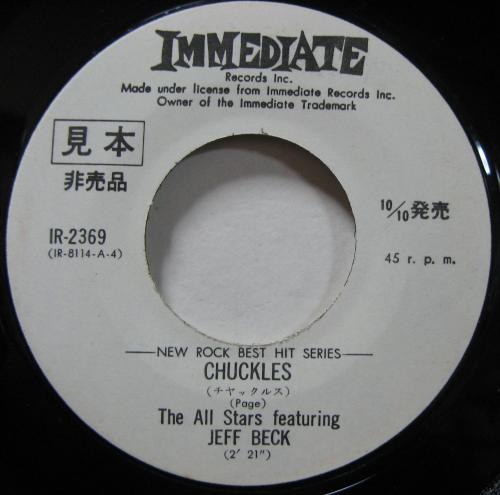 IMMEDIATE
Records Inc.
Made under license from Immediate Records Inc.
Owner of the Immediate Trademark
見本
非売品
10/10発売
IR-2369
(IR-8114-A-4)
45 r. p. m.
NEW ROCK BEST HIT SERIES
CHUCKLES
(チャックルス)
(Page)
The All Stars featuring
JEFF BECK
(2′ 21″)